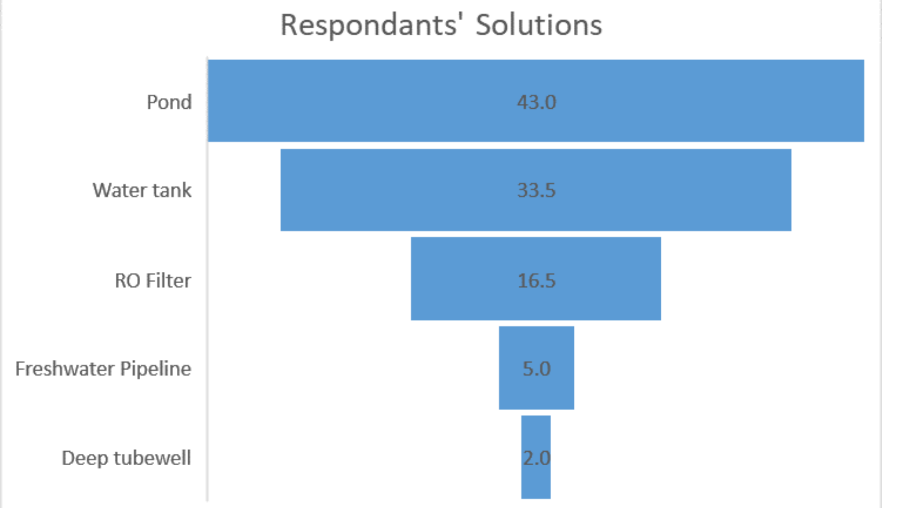 Respondants' Solutions
Pond 43.0
Water tank 33.5
RO Filter 16.5
Freshwater Pipeline 5.0
Deep tubewell 2.0